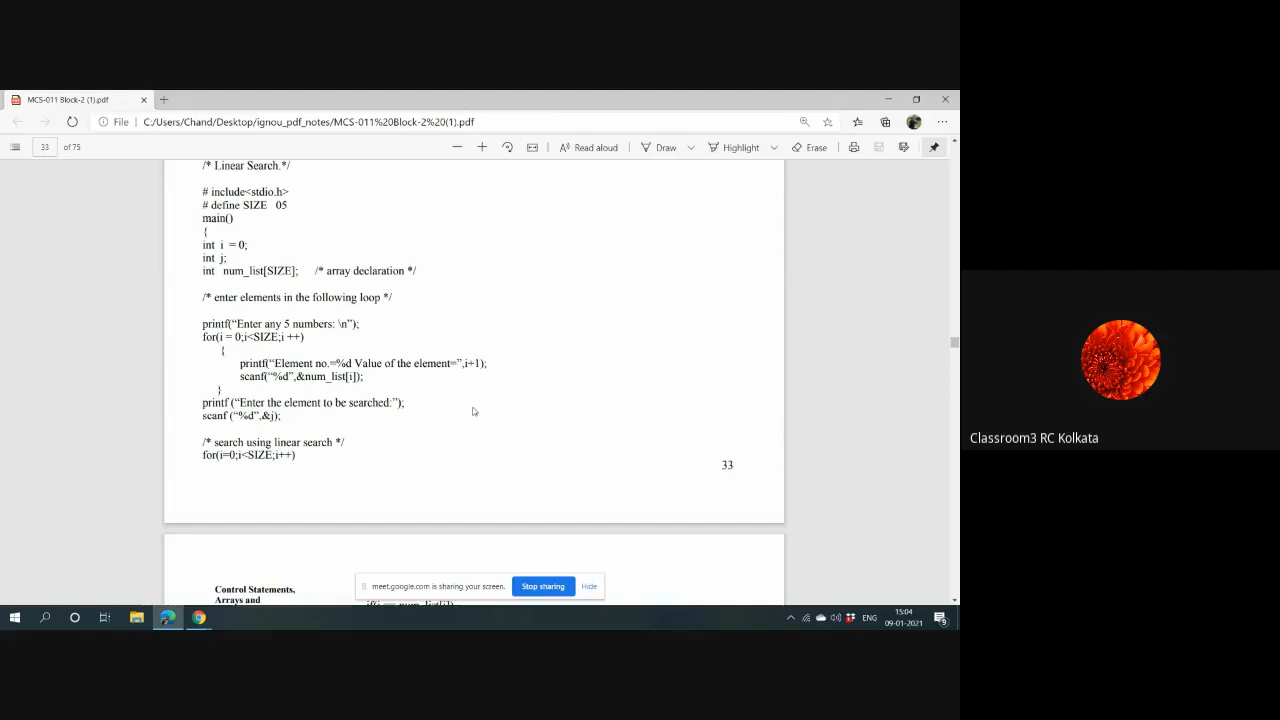 MCS-011 Block-2 (1).pdf
File C:/Users/Chand/Desktop/ignou_pdf_notes/MCS-011%20Block-2%20(1).pdf
33 of 75 Read aloud Draw Highlight Erase
/* Linear Search.*/
# include<stdio.h>
# define SIZE 05
main()
{
int i = 0;
int j;
int num_list[SIZE]; /* array declaration */
/* enter elements in the following loop */
printf(“Enter any 5 numbers: \n”);
for(i = 0;i<SIZE;i ++)
{
printf(“Element no.=%d Value of the element=”,i+1);
scanf(“%d”,&num_list[i]);
}
printf (“Enter the element to be searched:”);
scanf (“%d”,&j);
/* search using linear search */
for(i=0;i<SIZE;i++)
33
Control Statements,
Arrays and
meet.google.com is sharing your screen. Stop sharing Hide
ENG
15:04
09-01-2021
Classroom3 RC Kolkata